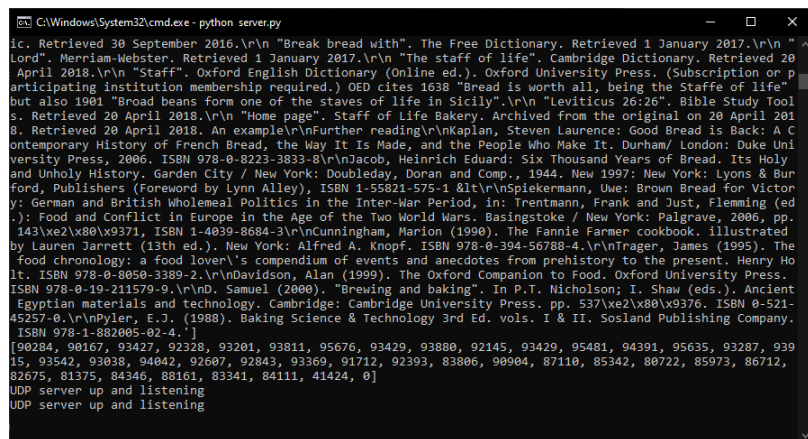 C:\Windows\System32\cmd.exe - python server.py
ic. Retrieved 30 September 2016.\r\n "Break bread with". The Free Dictionary. Retrieved 1 January 2017.\r\n "
Lord". Merriam-Webster. Retrieved 1 January 2017.\r\n "The staff of life". Cambridge Dictionary. Retrieved 20
 April 2018.\r\n "Staff". Oxford English Dictionary (Online ed.). Oxford University Press. (Subscription or p
articipating institution membership required.) OED cites 1638 "Bread is worth all, being the Staffe of life"
but also 1901 "Broad beans form one of the staves of life in Sicily".\r\n "Leviticus 26:26". Bible Study Tool
s. Retrieved 20 April 2018.\r\n "Home page". Staff of Life Bakery. Archived from the original on 20 April 201
8. Retrieved 20 April 2018. An example\r\nFurther reading\r\nKaplan, Steven Laurence: Good Bread is Back: A C
ontemporary History of French Bread, the Way It Is Made, and the People Who Make It. Durham/ London: Duke Uni
versity Press, 2006. ISBN 978-0-8223-3833-8\r\nJacob, Heinrich Eduard: Six Thousand Years of Bread. Its Holy
and Unholy History. Garden City / New York: Doubleday, Doran and Comp., 1944. New 1997: New York: Lyons & Bur
ford, Publishers (Foreword by Lynn Alley), ISBN 1-55821-575-1 &lt\r\nSpiekermann, Uwe: Brown Bread for Victor
y: German and British Wholemeal Politics in the Inter-War Period, in: Trentmann, Frank and Just, Flemming (ed
.): Food and Conflict in Europe in the Age of the Two World Wars. Basingstoke / New York: Palgrave, 2006, pp.
 143\xe2\x80\x9371, ISBN 1-4039-8684-3\r\nCunningham, Marion (1990). The Fannie Farmer cookbook. illustrated
by Lauren Jarrett (13th ed.). New York: Alfred A. Knopf. ISBN 0-394-56788-4.\r\nTrager, James (1995). The
 food chronology: a food lover\'s compendium of events and anecdotes from prehistory to the present. Henry Ho
lt. ISBN 978-0-8050-3389-2.\r\nDavidson, Alan (1999). The Oxford Companion to Food. Oxford University Press.
ISBN 978-0-19-211579-9.\r\nD. Samuel (2000). "Brewing and baking". In P.T. Nicholson; I. Shaw (eds.). Ancient
 Egyptian materials and technology. Cambridge: Cambridge University Press. pp. 537\xe2\x80\x9376. ISBN 0-521-
45257-0.\r\nPyler, E.J. (1988). Baking Science & Technology 3rd Ed. vols. I & II. Sosland Publishing Company.
 ISBN 978-1-882005-02-4.']
[90284, 90167, 93427, 92328, 93201, 93811, 95676, 93429, 93880, 92145, 93429, 95481, 94391, 95635, 93287, 939
15, 93542, 93038, 94042, 92607, 92843, 93369, 91712, 92393, 83806, 90904, 87110, 85342, 80722, 85973, 86712,
82675, 81375, 84346, 88161, 83341, 84111, 41424, 0]
UDP server up and listening
UDP server up and listening